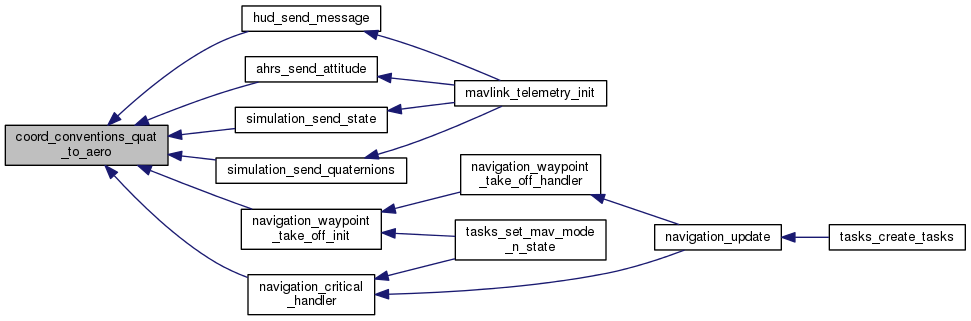 hud_send_message
ahrs_send_attitude
mavlink_telemetry_init
simulation_send_state
coord_conventions_quat
_to_aero
simulation_send_quaternions
navigation_waypoint
_take_off_handler
navigation_waypoint
_take_off_init
tasks_set_mav_mode
_n_state
navigation_update
tasks_create_tasks
navigation_critical
_handler